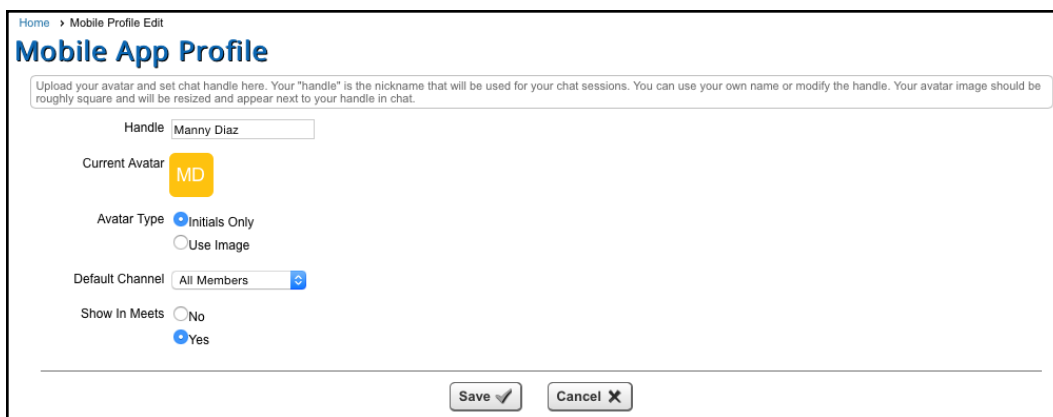 Home > Mobile Profile Edit
Mobile App Profile
Upload your avatar and set chat handle here. Your "handle" is the nickname that will be used for your chat sessions. You can use your own name or modify the handle. Your avatar image should be
roughly square and will be resized and appear next to your handle in chat.
Handle Manny Diaz
Current Avatar MD
Avatar Type Initials Only
Use Image
Default Channel All Members
Show In Meets No
Yes
Save Cancel